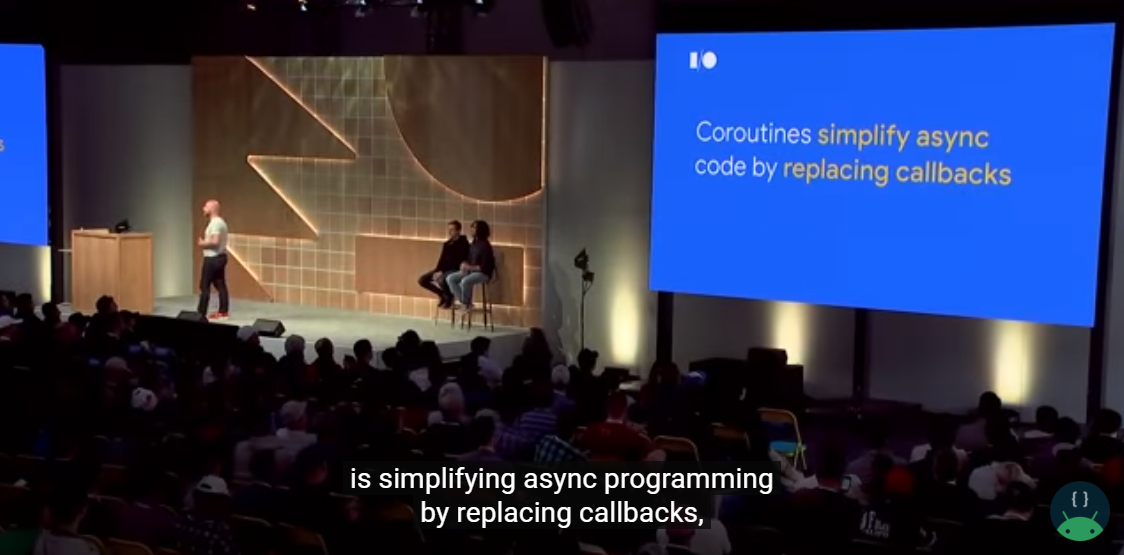 I/O
Coroutines simplify async
code by replacing callbacks
s
is simplifying async programming
by replacing callbacks,
{ }